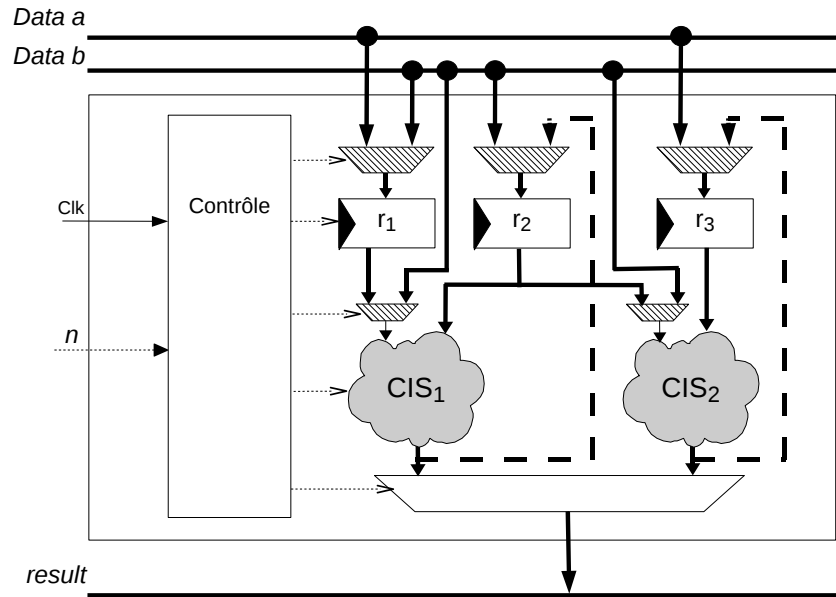 Data a
Data b
Contrôle
Clk
r1
r2
r3
n
CIS1
CIS2
result